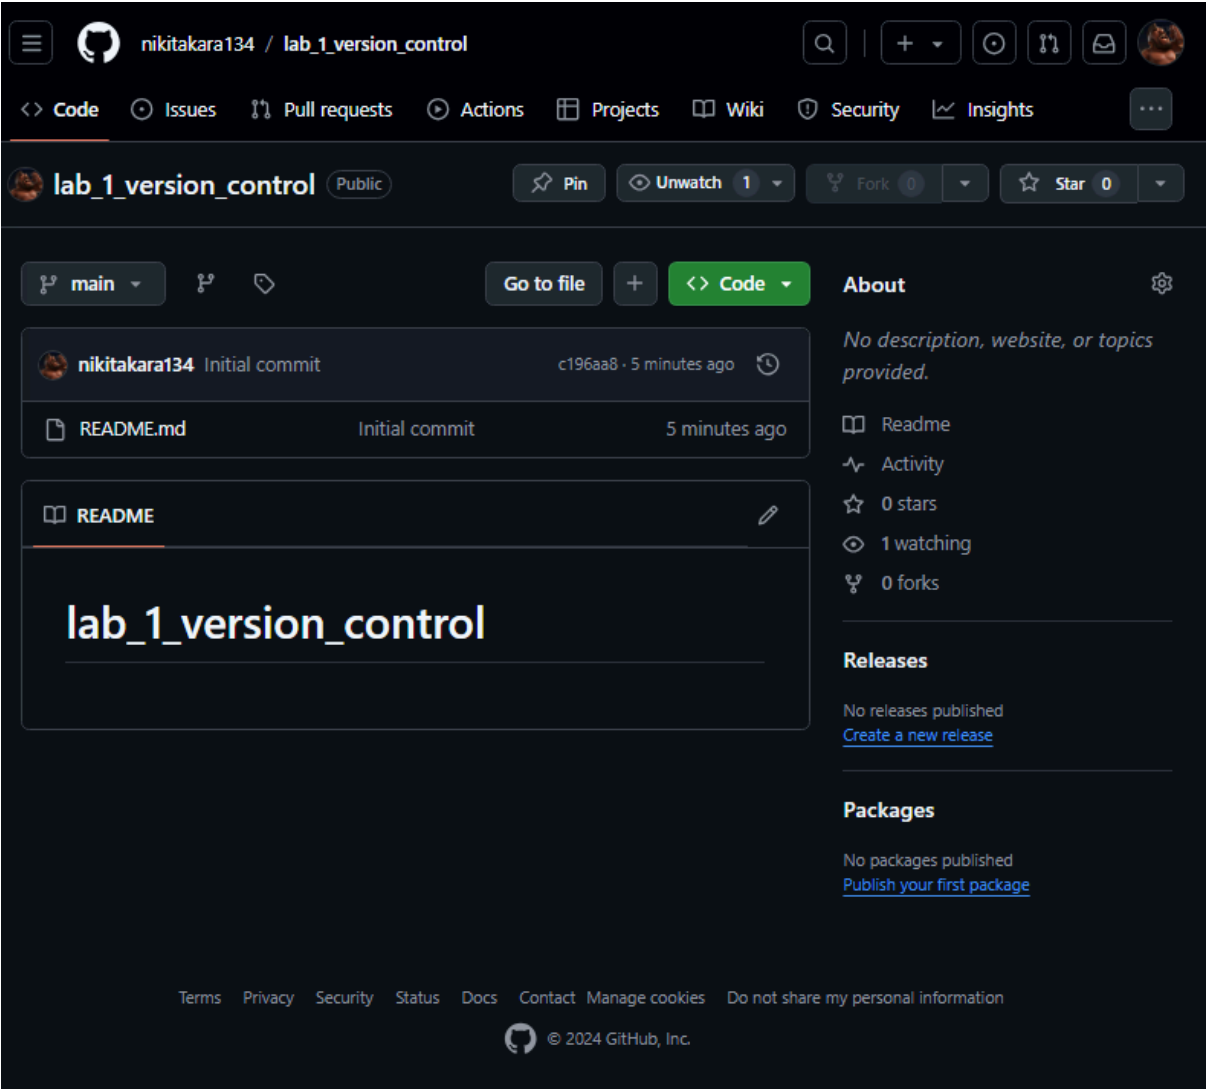 nikitakara134 / lab_1_version_control
Code Issues Pull requests Actions Projects Wiki Security Insights
lab_1_version_control Public Pin Unwatch 1 Fork 0 Star 0
main Go to file Code
About
No description, website, or topics
provided.
nikitakara134 Initial commit c196aa8 · 5 minutes ago
README.md Initial commit 5 minutes ago
Readme
Activity
0 stars
1 watching
0 forks
README
lab_1_version_control
Releases
No releases published
Create a new release
Packages
No packages published
Publish your first package
Terms Privacy Security Status Docs Contact Manage cookies Do not share my personal information
© 2024 GitHub, Inc.